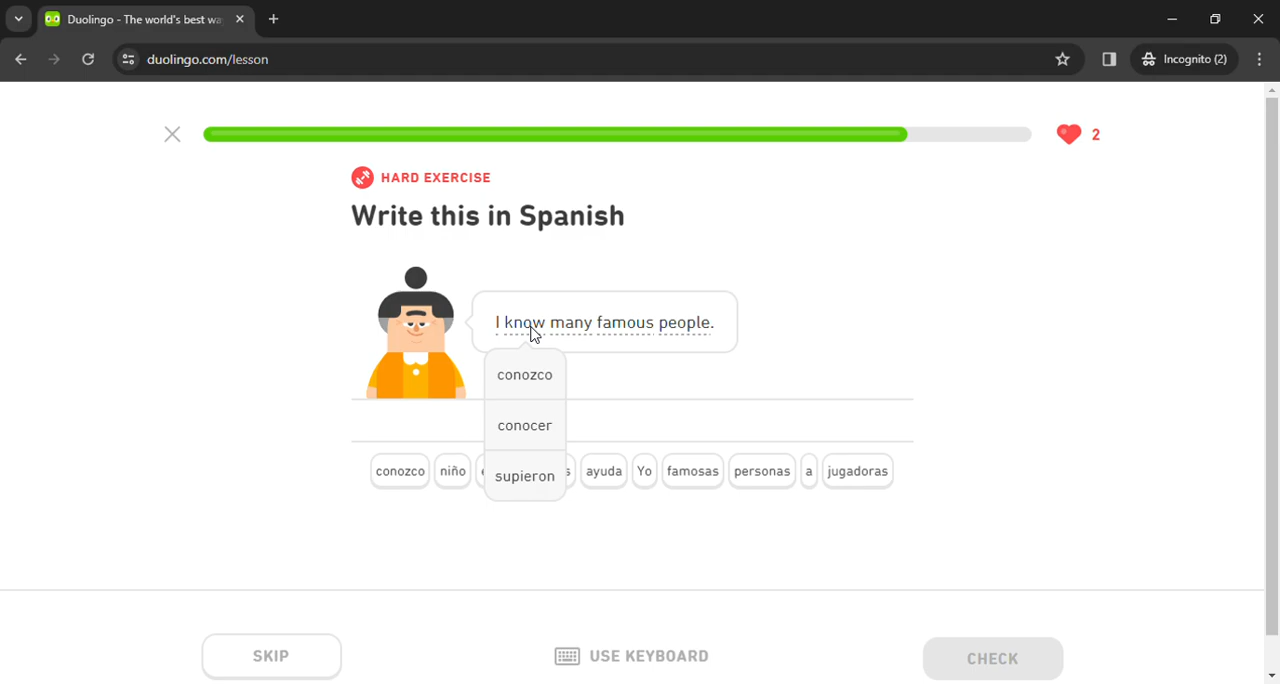 Duolingo - The world's best wa
duolingo.com/lesson
Incognito (2)
2
HARD EXERCISE
Write this in Spanish
I know many famous people.
conozco
conocer
supieron
conozco niño s ayuda Yo famosas personas a jugadoras
SKIP
USE KEYBOARD
CHECK